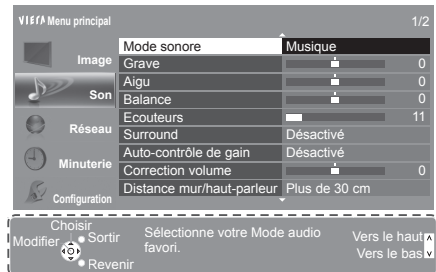 VIErA Menu principal 1/2
Image
Son
Réseau
Minuterie
Configuration
Mode sonore Musique
Grave 0
Aigu 0
Balance 0
Ecouteurs 11
Surround Désactivé
Auto-contrôle de gain Désactivé
Correction volume 0
Distance mur/haut-parleur Plus de 30 cm
Choisir
Modifier
Sortir
Revenir
Sélectionne votre Mode audio
favori.
Vers le haut
Vers le bas